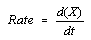 Rate = d(X)/dt